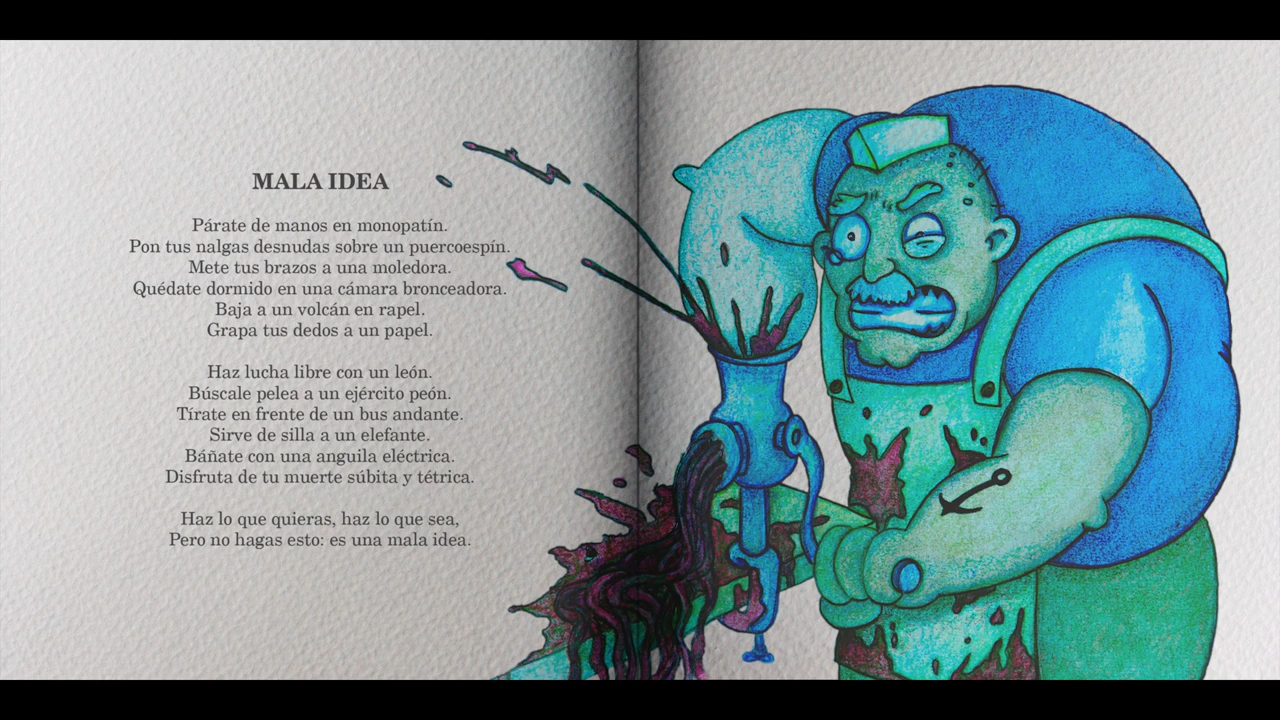 MALA IDEA
Párate de manos en monopatín.
Pon tus nalgas desnudas sobre un puercoespín.
Mete tus brazos a una moledora.
Quédate dormido en una cámara bronceadora.
Baja a un volcán en rapel.
Grapa tus dedos a un papel.
Haz lucha libre con un león.
Búscale pelea a un ejército peón.
Tírate en frente de un bus andante.
Sirve de silla a un elefante.
Báñate con una anguila eléctrica.
Disfruta de tu muerte súbita y tétrica.
Haz lo que quieras, haz lo que sea,
Pero no hagas esto: es una mala idea.